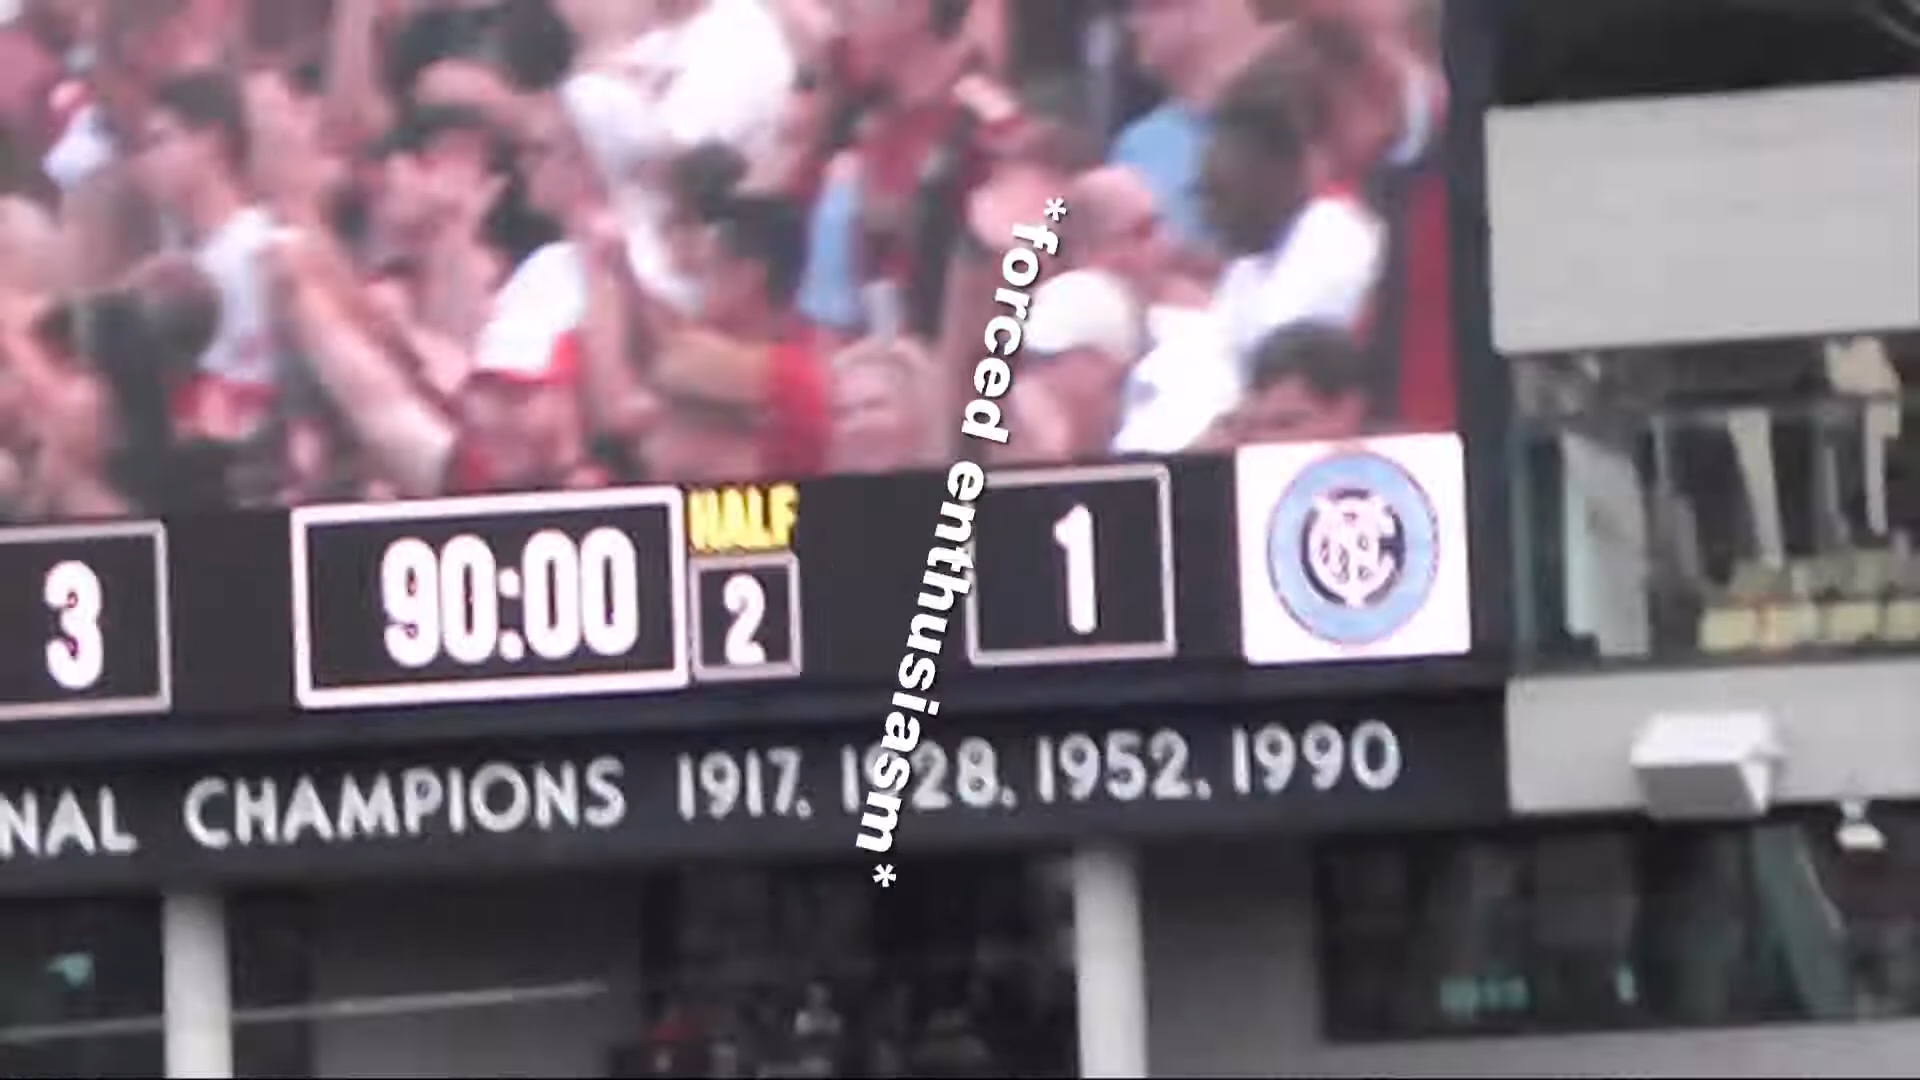 *forced enthusiasm*
HALF
3
90:00
2
1
NAL CHAMPIONS 1917, 1928, 1952, 1990